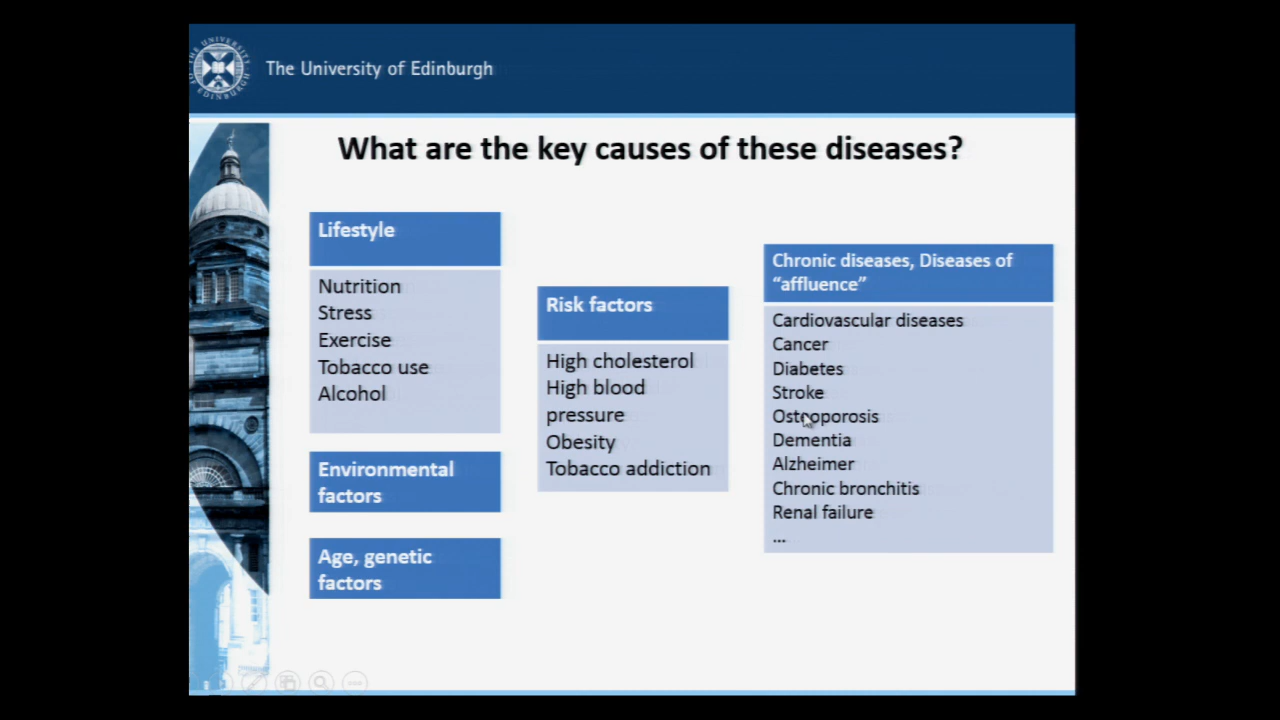 The University of Edinburgh
What are the key causes of these diseases?
Lifestyle
Nutrition
Stress
Exercise
Tobacco use
Alcohol
Environmental
factors
Age, genetic
factors
Risk factors
High cholesterol
High blood
pressure
Obesity
Tobacco addiction
Chronic diseases, Diseases of
“affluence”
Cardiovascular diseases
Cancer
Diabetes
Stroke
Osteoporosis
Dementia
Alzheimer
Chronic bronchitis
Renal failure
...